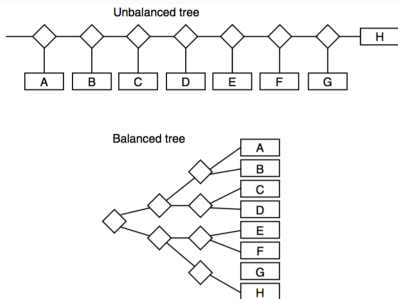 Unbalanced tree
H
A B C D E F G
Balanced tree
A
B
C
D
E
F
G
H